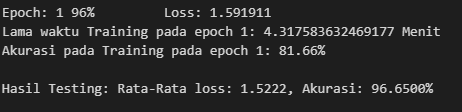 Epoch: 1 96% Loss: 1.591911
Lama waktu Training pada epoch 1: 4.317583632469177 Menit
Akurasi pada Training pada epoch 1: 81.66%
Hasil Testing: Rata-Rata loss: 1.5222, Akurasi: 96.6500%